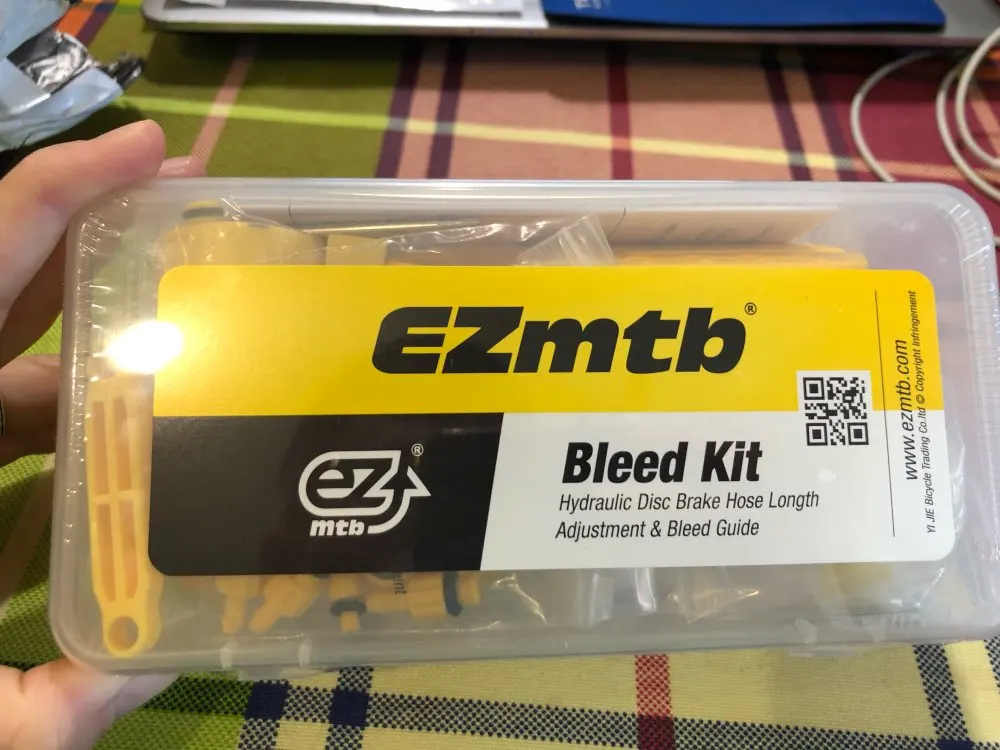 EZmtb®
www.ezmtb.com
YI JIE Bicycle Trading Co.ltd © Copyright Infringement
ez®
mtb
Bleed Kit
Hydraulic Disc Brake Hose Length
Adjustment & Bleed Guide
ent